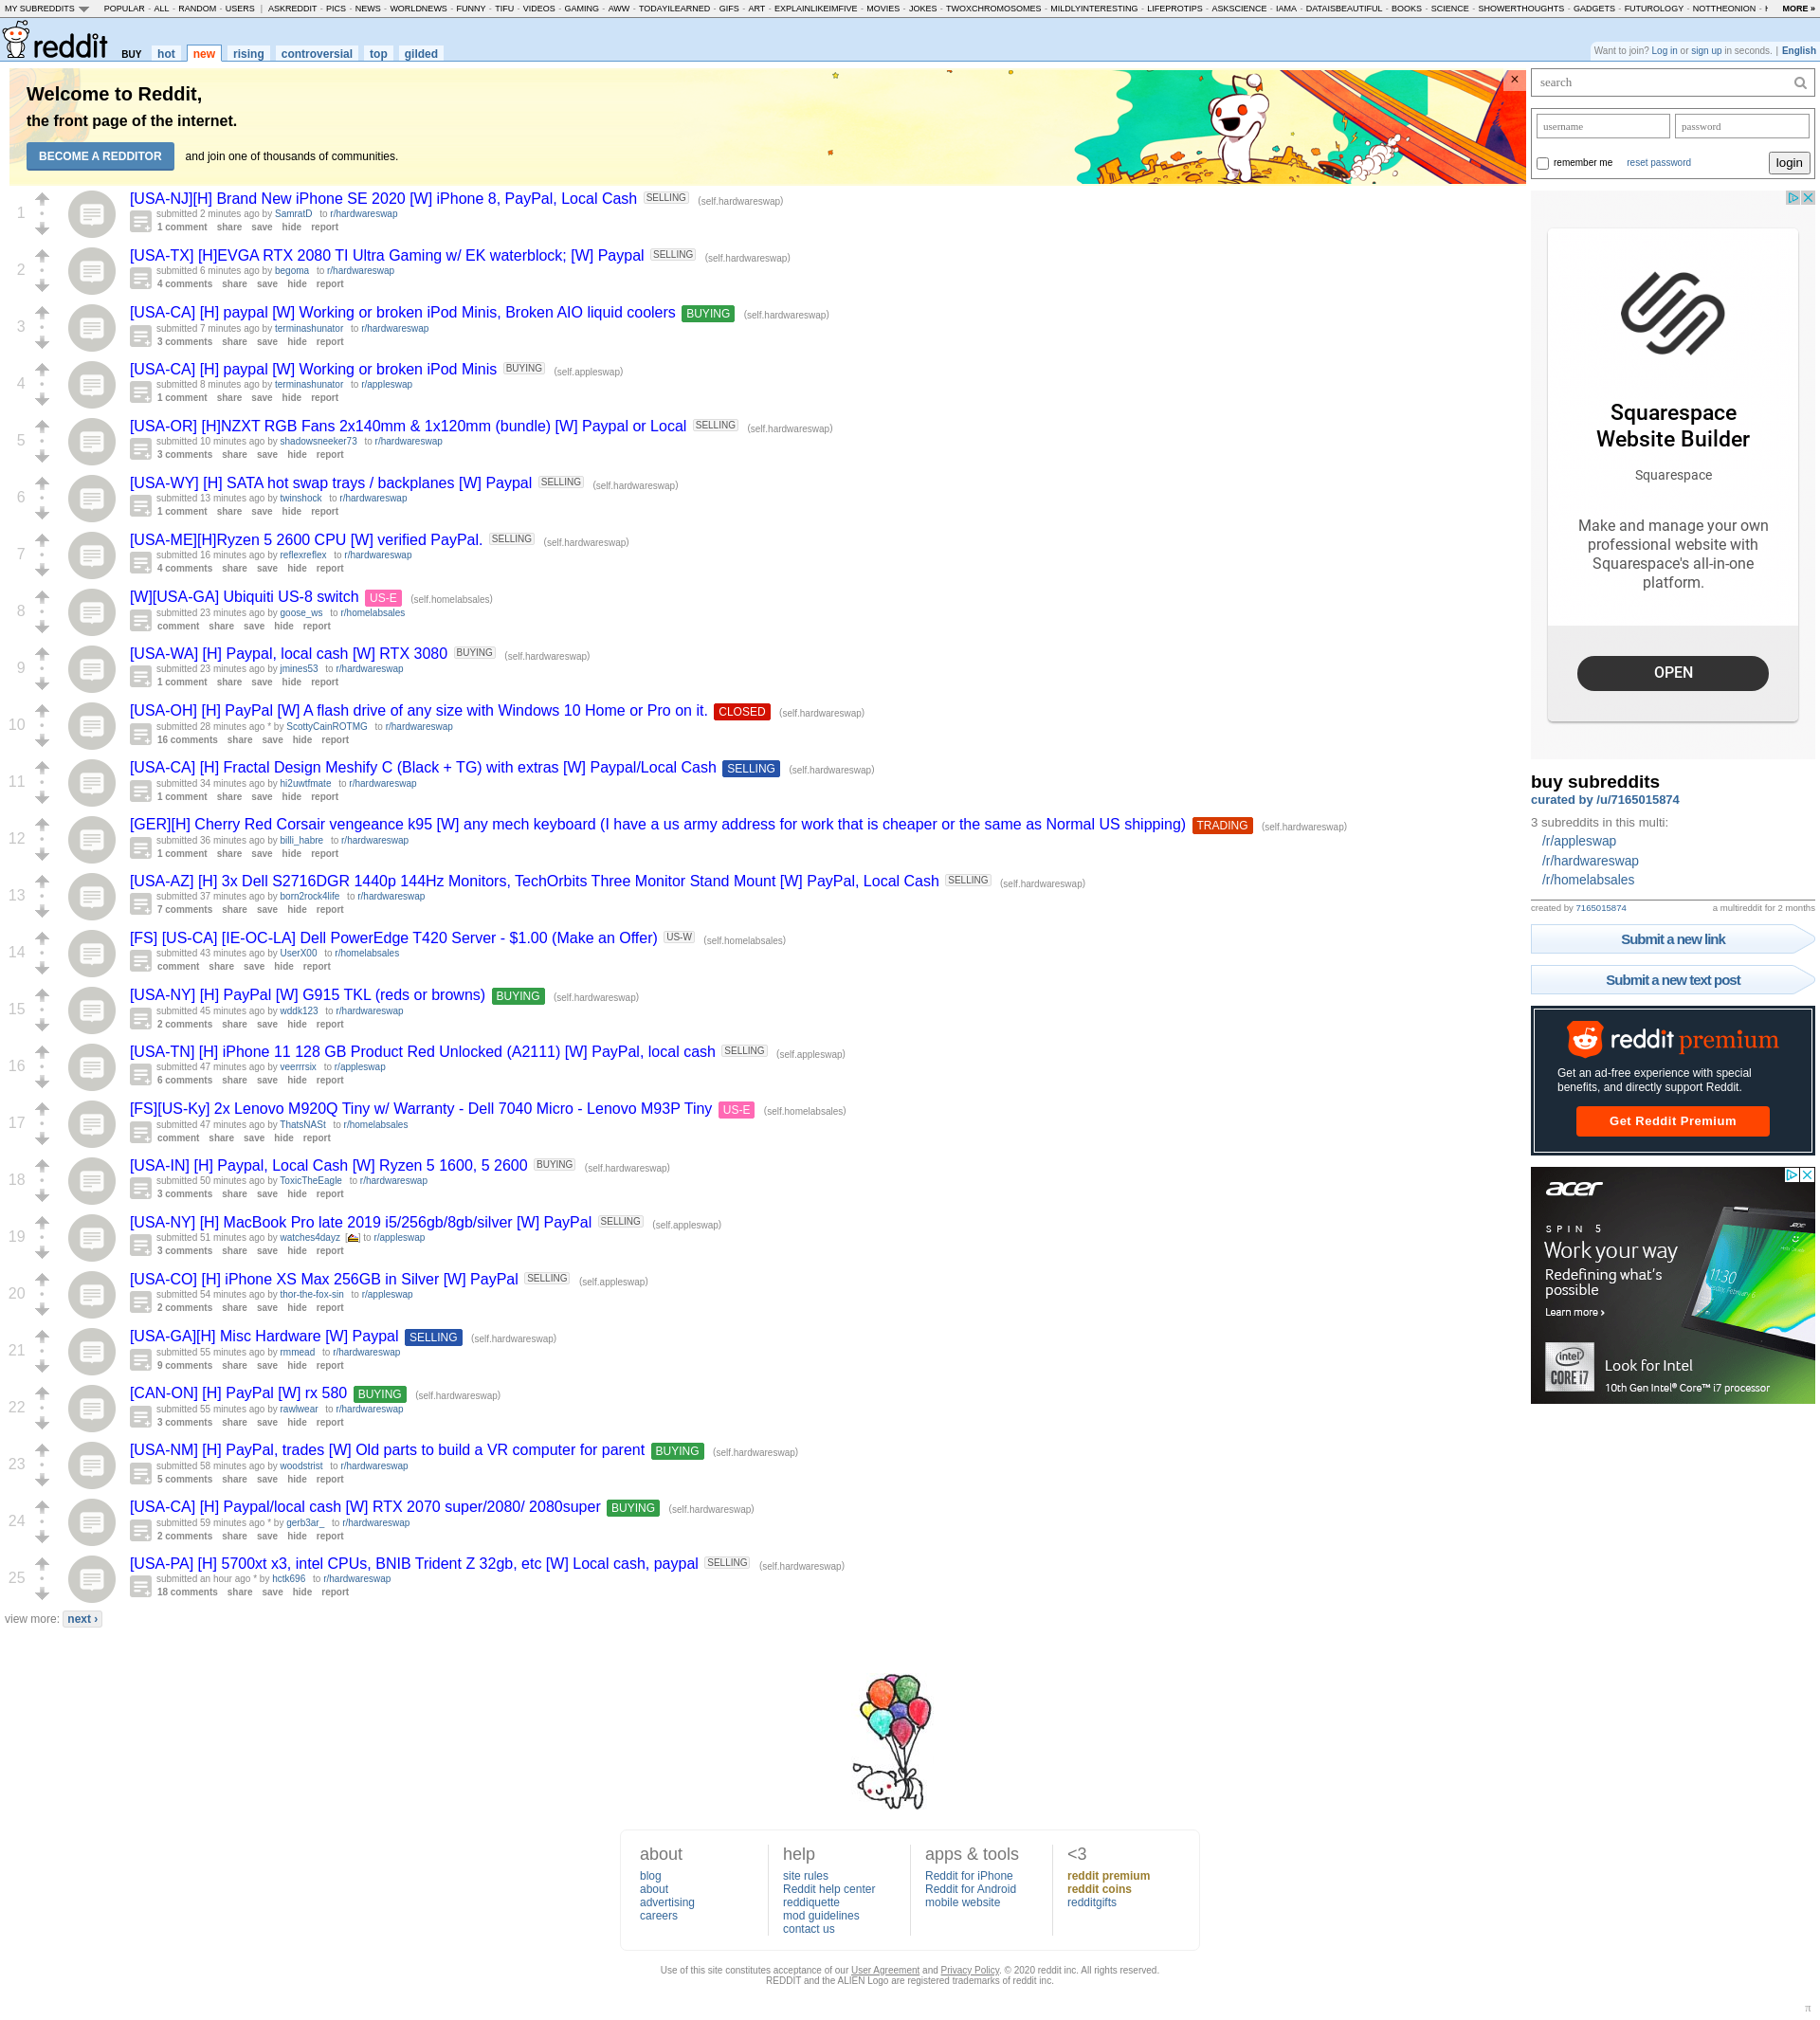 MY SUBREDDITS POPULAR - ALL - RANDOM - USERS | ASKREDDIT - PICS - NEWS - WORLDNEWS - FUNNY - TIFU - VIDEOS - GAMING - AWW - TODAYILEARNED - GIFS - ART - EXPLAINLIKEIMFIVE - MOVIES - JOKES - TWOXCHROMOSOMES - MILDLYINTERESTING - LIFEPROTIPS - ASKSCIENCE - IAMA - DATAISBEAUTIFUL - BOOKS - SCIENCE - SHOWERTHOUGHTS - GADGETS - FUTUROLOGY - NOTTHEONION - MORE »
reddit BUY hot new rising controversial top gilded
Want to join? Log in or sign up in seconds. | English
Welcome to Reddit,
the front page of the internet.
BECOME A REDDITOR and join one of thousands of communities.
1 [USA-NJ][H] Brand New iPhone SE 2020 [W] iPhone 8, PayPal, Local Cash SELLING (self.hardwareswap)
submitted 2 minutes ago by SamratD to r/hardwareswap
1 comment share save hide report
2 [USA-TX] [H]EVGA RTX 2080 TI Ultra Gaming w/ EK waterblock; [W] Paypal SELLING (self.hardwareswap)
submitted 6 minutes ago by begoma to r/hardwareswap
4 comments share save hide report
3 [USA-CA] [H] paypal [W] Working or broken iPod Minis, Broken AIO liquid coolers BUYING (self.hardwareswap)
submitted 7 minutes ago by terminashunator to r/hardwareswap
3 comments share save hide report
4 [USA-CA] [H] paypal [W] Working or broken iPod Minis BUYING (self.appleswap)
submitted 8 minutes ago by terminashunator to r/appleswap
1 comment share save hide report
5 [USA-OR] [H]NZXT RGB Fans 2x140mm & 1x120mm (bundle) [W] Paypal or Local SELLING (self.hardwareswap)
submitted 10 minutes ago by shadowsneeker73 to r/hardwareswap
3 comments share save hide report
6 [USA-WY] [H] SATA hot swap trays / backplanes [W] Paypal SELLING (self.hardwareswap)
submitted 13 minutes ago by twinshock to r/hardwareswap
1 comment share save hide report
7 [USA-ME][H]Ryzen 5 2600 CPU [W] verified PayPal. SELLING (self.hardwareswap)
submitted 16 minutes ago by reflexreflex to r/hardwareswap
4 comments share save hide report
8 [W][USA-GA] Ubiquiti US-8 switch US-E (self.homelabsales)
submitted 23 minutes ago by goose_ws to r/homelabsales
comment share save hide report
9 [USA-WA] [H] Paypal, local cash [W] RTX 3080 BUYING (self.hardwareswap)
submitted 23 minutes ago by jmines53 to r/hardwareswap
1 comment share save hide report
10 [USA-OH] [H] PayPal [W] A flash drive of any size with Windows 10 Home or Pro on it. CLOSED (self.hardwareswap)
submitted 28 minutes ago * by ScottyCainROTMG to r/hardwareswap
16 comments share save hide report
11 [USA-CA] [H] Fractal Design Meshify C (Black + TG) with extras [W] Paypal/Local Cash SELLING (self.hardwareswap)
submitted 34 minutes ago by hi2uwtfmate to r/hardwareswap
1 comment share save hide report
12 [GER][H] Cherry Red Corsair vengeance k95 [W] any mech keyboard (I have a us army address for work that is cheaper or the same as Normal US shipping) TRADING (self.hardwareswap)
submitted 36 minutes ago by billi_habre to r/hardwareswap
1 comment share save hide report
13 [USA-AZ] [H] 3x Dell S2716DGR 1440p 144Hz Monitors, TechOrbits Three Monitor Stand Mount [W] PayPal, Local Cash SELLING (self.hardwareswap)
submitted 37 minutes ago by born2rock4life to r/hardwareswap
7 comments share save hide report
14 [FS] [US-CA] [IE-OC-LA] Dell PowerEdge T420 Server - $1.00 (Make an Offer) US-W (self.homelabsales)
submitted 43 minutes ago by UserX00 to r/homelabsales
comment share save hide report
15 [USA-NY] [H] PayPal [W] G915 TKL (reds or browns) BUYING (self.hardwareswap)
submitted 45 minutes ago by wddk123 to r/hardwareswap
2 comments share save hide report
16 [USA-TN] [H] iPhone 11 128 GB Product Red Unlocked (A2111) [W] PayPal, local cash SELLING (self.appleswap)
submitted 47 minutes ago by veerrrsix to r/appleswap
6 comments share save hide report
17 [FS][US-Ky] 2x Lenovo M920Q Tiny w/ Warranty - Dell 7040 Micro - Lenovo M93P Tiny US-E (self.homelabsales)
submitted 47 minutes ago by ThatsNASt to r/homelabsales
comment share save hide report
18 [USA-IN] [H] Paypal, Local Cash [W] Ryzen 5 1600, 5 2600 BUYING (self.hardwareswap)
submitted 50 minutes ago by ToxicTheEagle to r/hardwareswap
3 comments share save hide report
19 [USA-NY] [H] MacBook Pro late 2019 i5/256gb/8gb/silver [W] PayPal SELLING (self.appleswap)
submitted 51 minutes ago by watches4dayz [] to r/appleswap
3 comments share save hide report
20 [USA-CO] [H] iPhone XS Max 256GB in Silver [W] PayPal SELLING (self.appleswap)
submitted 54 minutes ago by thor-the-fox-sin to r/appleswap
2 comments share save hide report
21 [USA-GA][H] Misc Hardware [W] Paypal SELLING (self.hardwareswap)
submitted 55 minutes ago by rmmead to r/hardwareswap
9 comments share save hide report
22 [CAN-ON] [H] PayPal [W] rx 580 BUYING (self.hardwareswap)
submitted 55 minutes ago by rawlwear to r/hardwareswap
3 comments share save hide report
23 [USA-NM] [H] PayPal, trades [W] Old parts to build a VR computer for parent BUYING (self.hardwareswap)
submitted 58 minutes ago by woodstrist to r/hardwareswap
5 comments share save hide report
24 [USA-CA] [H] Paypal/local cash [W] RTX 2070 super/2080/ 2080super BUYING (self.hardwareswap)
submitted 59 minutes ago * by gerb3ar_ to r/hardwareswap
2 comments share save hide report
25 [USA-PA] [H] 5700xt x3, intel CPUs, BNIB Trident Z 32gb, etc [W] Local cash, paypal SELLING (self.hardwareswap)
submitted an hour ago * by hctk696 to r/hardwareswap
18 comments share save hide report
view more: next ›
search
username password
remember me reset password login
Squarespace
Website Builder
Squarespace
Make and manage your own
professional website with
Squarespace's all-in-one
platform.
OPEN
buy subreddits
curated by /u/7165015874
3 subreddits in this multi:
/r/appleswap
/r/hardwareswap
/r/homelabsales
created by 7165015874 a multireddit for 2 months
Submit a new link
Submit a new text post
reddit premium
Get an ad-free experience with special
benefits, and directly support Reddit.
Get Reddit Premium
acer
SPIN 5
Work your way
Redefining what's
possible
Learn more ›
11:30
intel
CORE i7
Look for Intel
10th Gen Intel® Core™ i7 processor
about
blog
about
advertising
careers
help
site rules
Reddit help center
reddiquette
mod guidelines
contact us
apps & tools
Reddit for iPhone
Reddit for Android
mobile website
<3
reddit premium
reddit coins
redditgifts
Use of this site constitutes acceptance of our User Agreement and Privacy Policy. © 2020 reddit inc. All rights reserved.
REDDIT and the ALIEN Logo are registered trademarks of reddit inc.
π